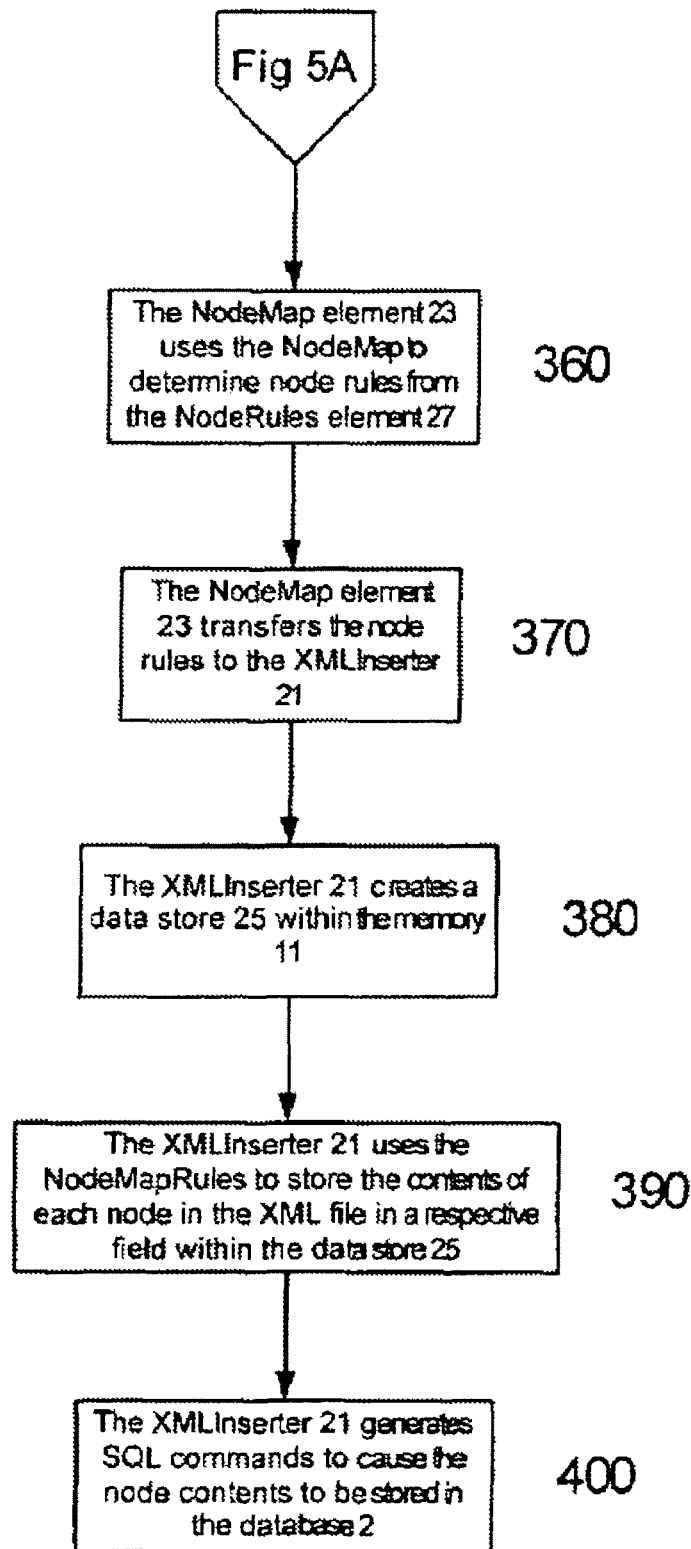 Fig 5A
The NodeMap element 23
uses the NodeMap to
determine node rules from
the NodeRules element 27
360
The NodeMap element
23 transfers the node
rules to the XMLInserter
21
370
The XMLInserter 21 creates a
data store 25 within the memory
11
380
The XMLInserter 21 uses the
NodeMapRules to store the contents of
each node in the XML file in a respective
field within the data store 25
390
The XMLInserter 21 generates
SQL commands to cause the
node contents to be stored in
the database 2
400